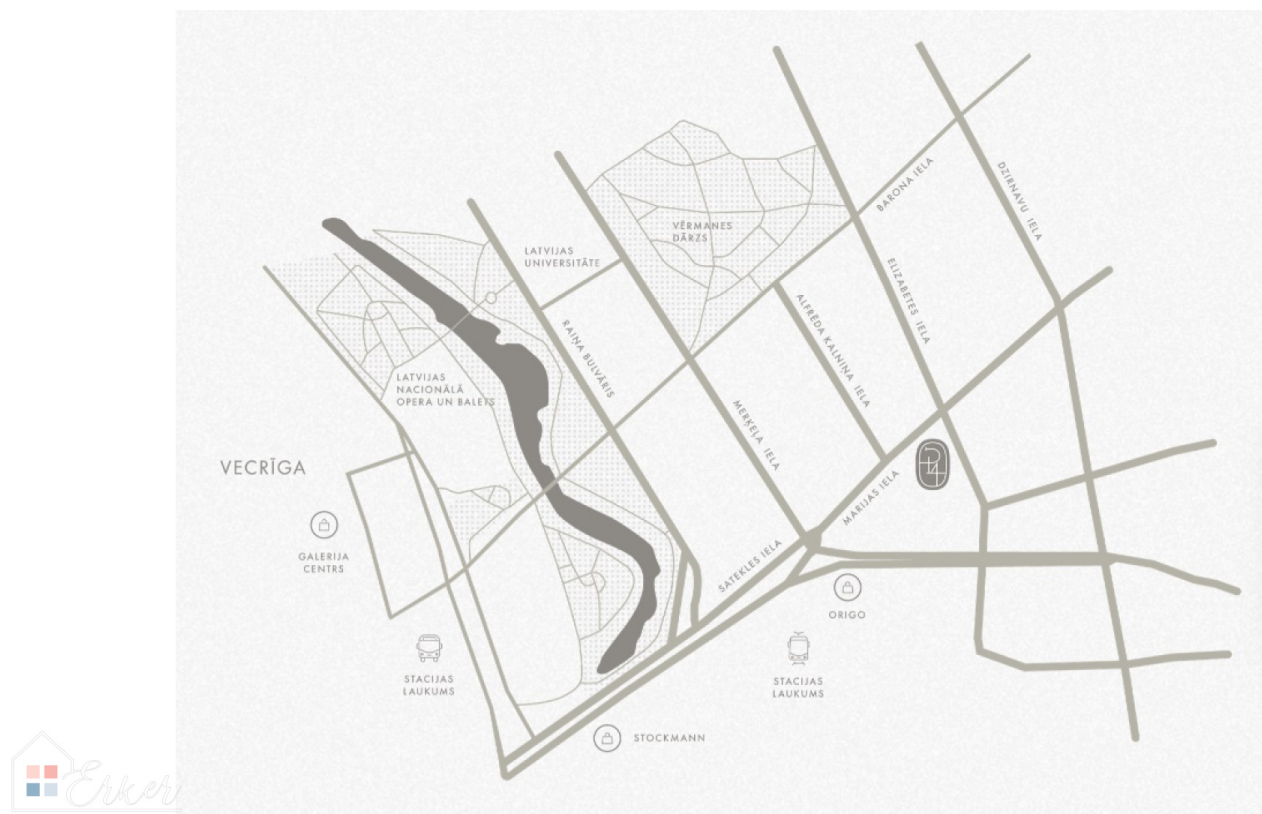 BARONA IELA
DZIRNAVU IELA
VĒRMANES
DĀRZS
LATVIJAS
UNIVERSITĀTE
ELIZABETES IELA
ALFRĒDA KALNIŅA IELA
RAIŅA BULVĀRIS
LATVIJAS
NACIONĀLĀ
OPERA UN BALETS
MERĶEĻA IELA
VECRĪGA
MARIJAS IELA
GALERIJA
CENTRS
SATEKLES IELA
ORIGO
STACIJAS
LAUKUMS
STACIJAS
LAUKUMS
STOCKMANN
Erker